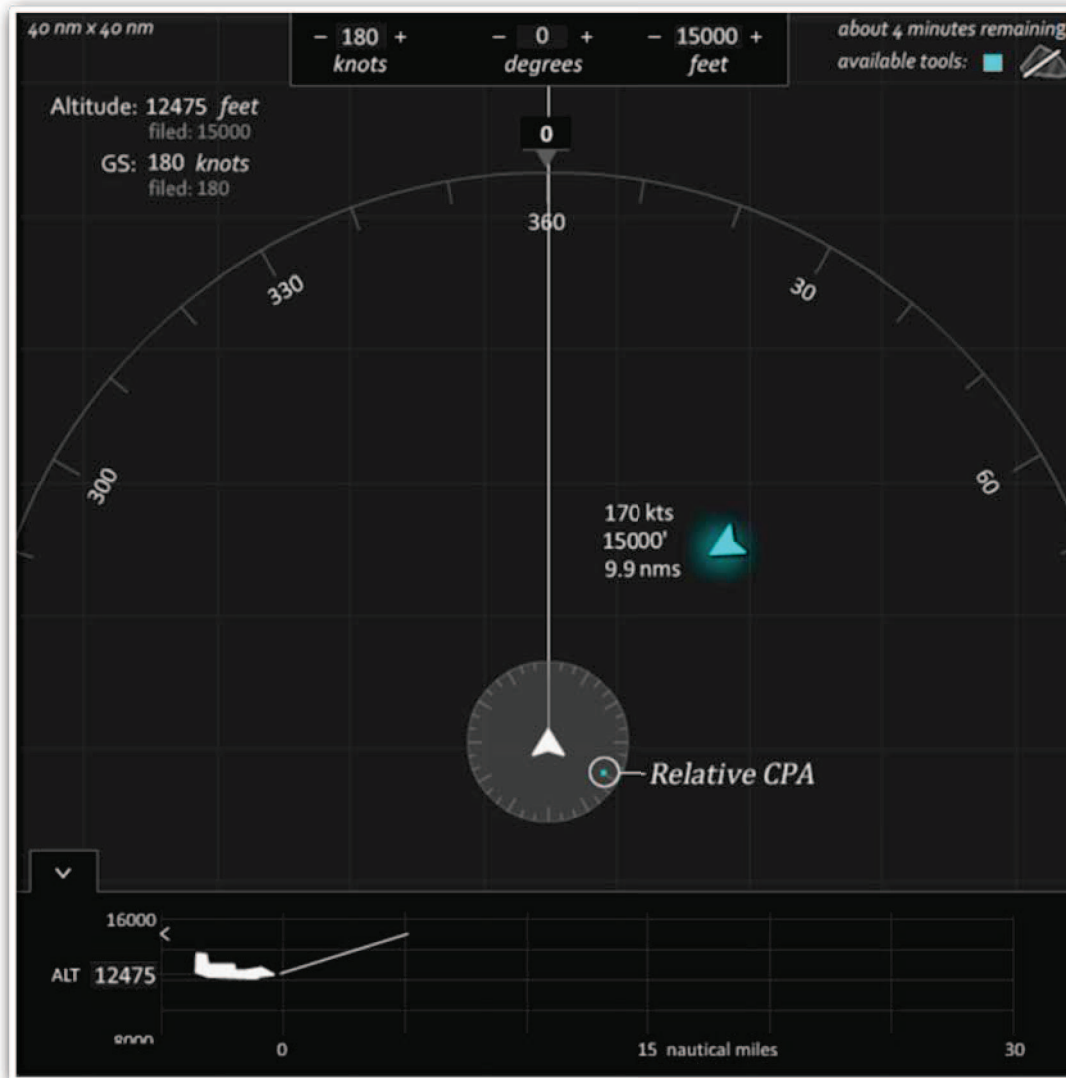 40 nm x 40 nm
− 180 + − 0 + − 15000 +
knots degrees feet
about 4 minutes remaining
available tools:
Altitude: 12475 feet
filed: 15000
GS: 180 knots
filed: 180
0
360
330
30
300
60
170 kts
15000'
9.9 nms
Relative CPA
16000
ALT 12475
8000
0 15 nautical miles 30